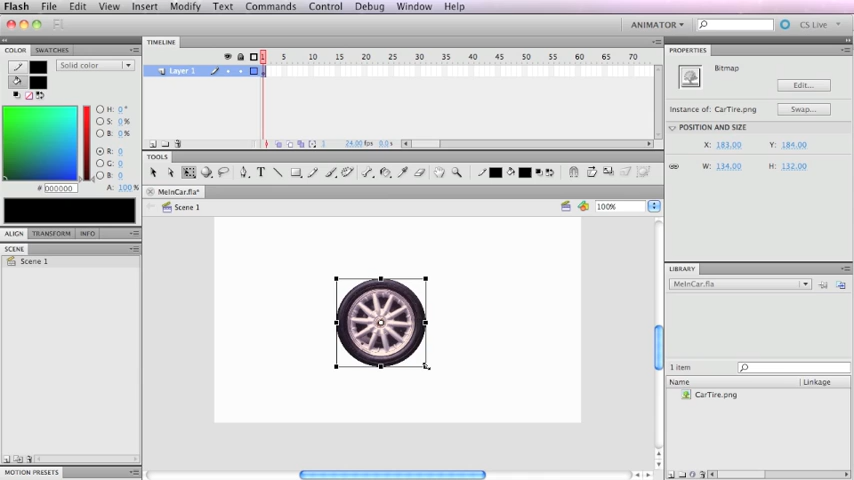 Flash File Edit View Insert Modify Text Commands Control Debug Window Help
Fl ANIMATOR CS Live
COLOR SWATCHES
Solid color
H: 0 °
S: 0 %
B: 0 %
R: 0
G: 0
B: 0
# 000000 A: 100 %
ALIGN TRANSFORM INFO
SCENE
Scene 1
MOTION PRESETS
TIMELINE
1 5 10 15 20 25 30 35 40 45 50 55 60 65 70
Layer 1
1 24.00 fps 0.0 s
TOOLS
MeInCar.fla*
Scene 1 100%
PROPERTIES
Bitmap
Edit...
Instance of: CarTire.png Swap...
POSITION AND SIZE
X: 183.00 Y: 184.00
W: 134.00 H: 132.00
LIBRARY
MeInCar.fla
1 item
Name Linkage
CarTire.png